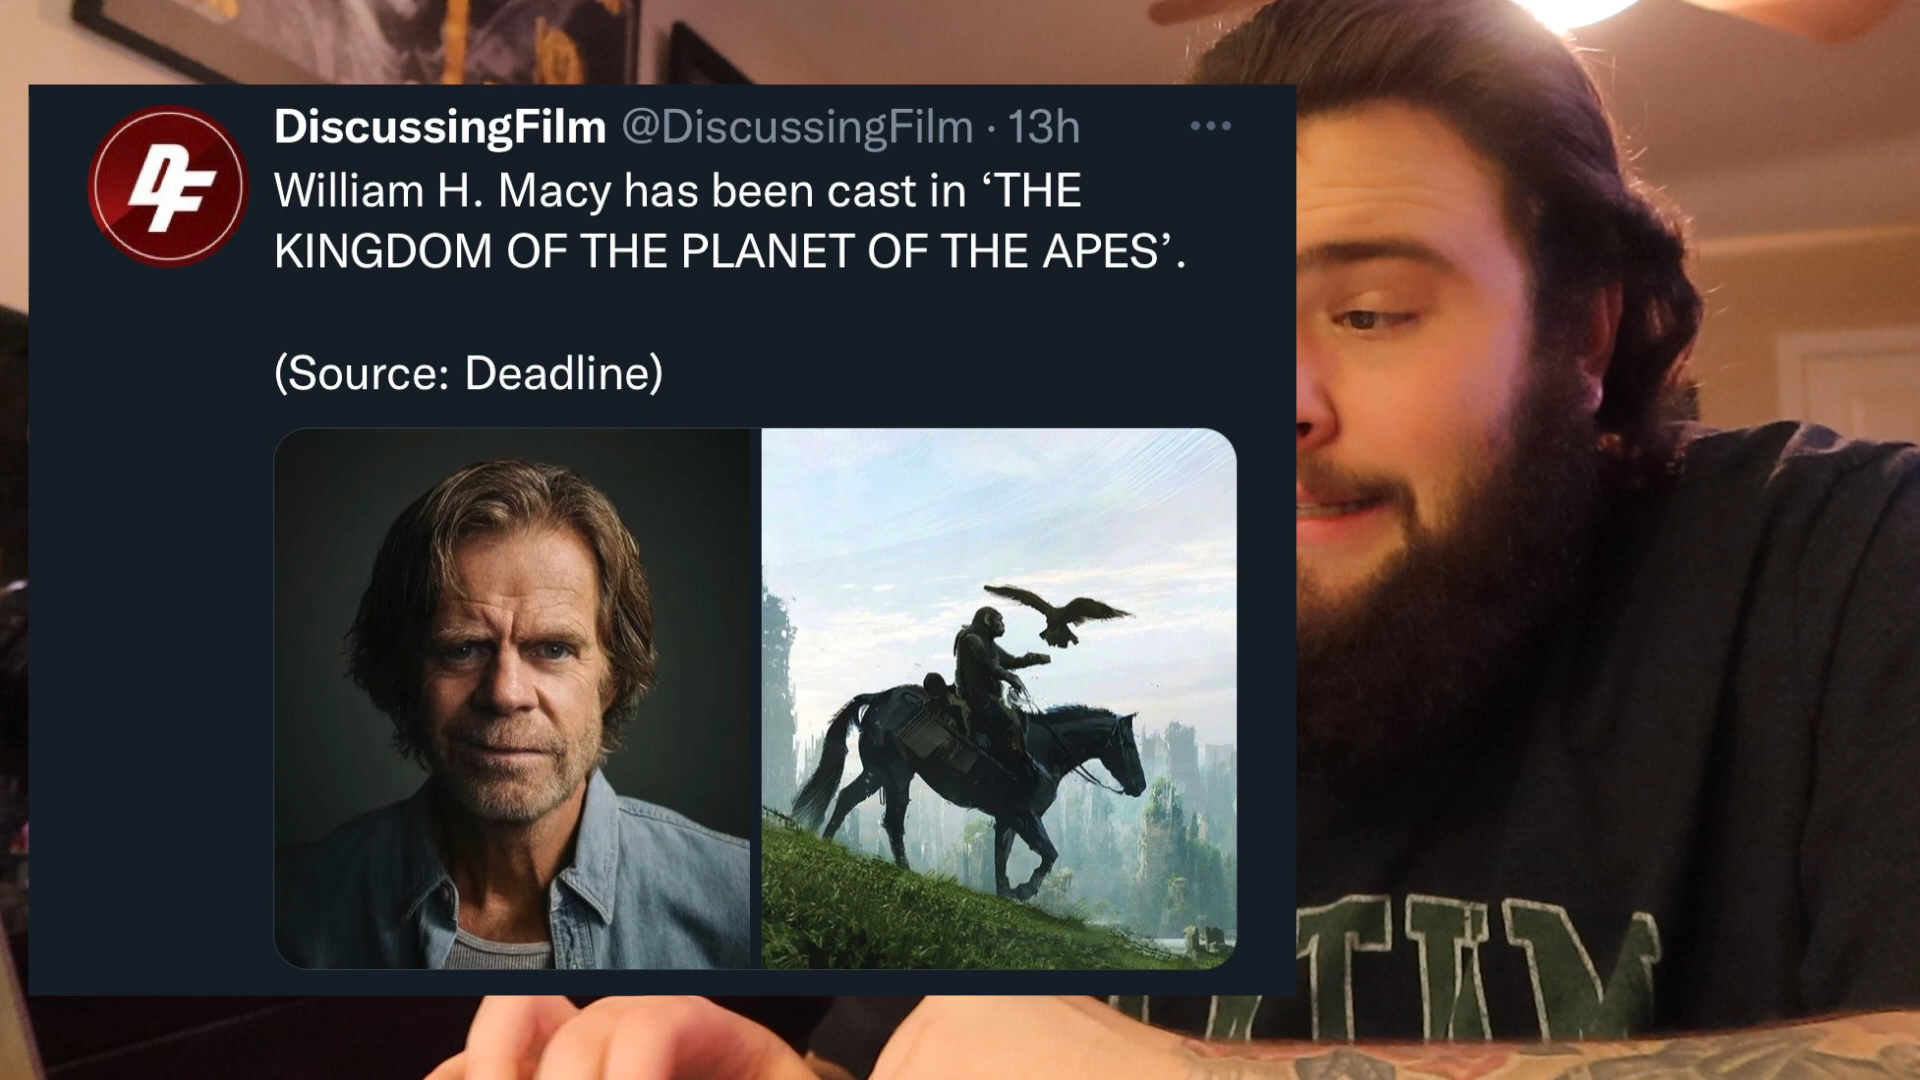 DiscussingFilm @DiscussingFilm · 13h
William H. Macy has been cast in ‘THE
KINGDOM OF THE PLANET OF THE APES’.
(Source: Deadline)
DF